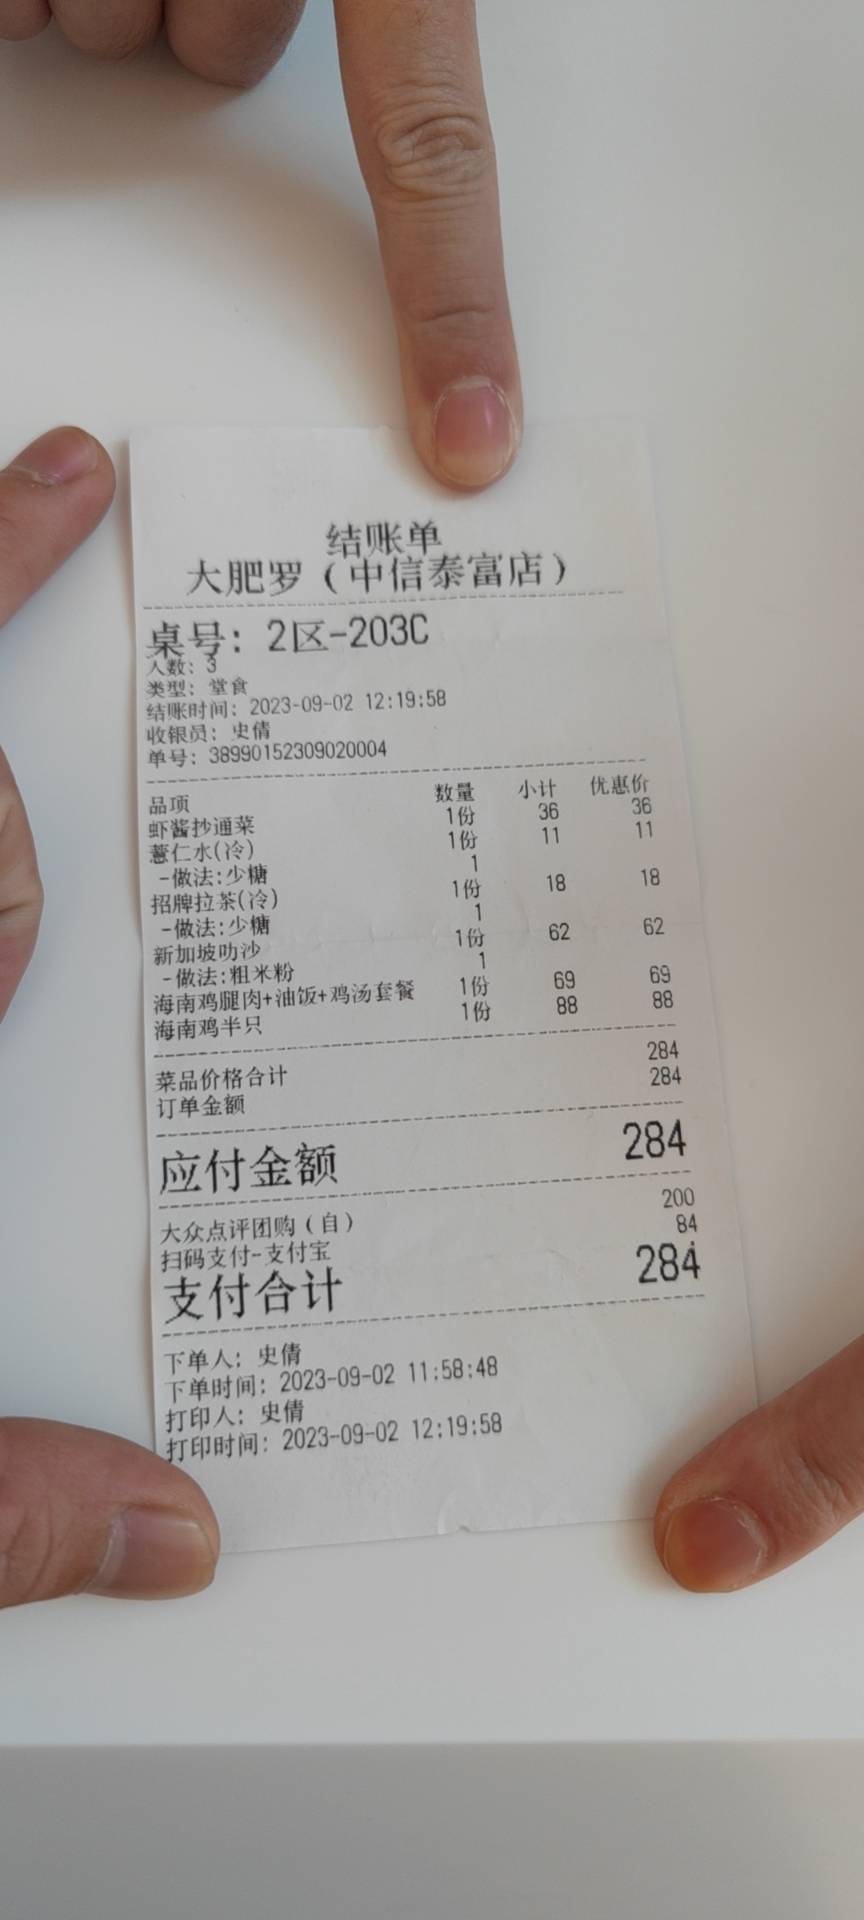 结账单
大肥罗（中信泰富店）
桌号: 2区-203C
人数: 3
类型: 堂食
结账时间: 2023-09-02 12:19:58
收银员: 史倩
单号: 38990152309020004
品项 数量 小计 优惠价
虾酱抄通菜 1份 36 36
薏仁水(冷) 1份 11 11
-做法:少糖 1
招牌拉茶(冷) 1份 18 18
-做法:少糖 1
新加坡叻沙 1份 62 62
-做法:粗米粉 1
海南鸡腿肉+油饭+鸡汤套餐 1份 69 69
海南鸡半只 1份 88 88
菜品价格合计 284
订单金额 284
应付金额 284
大众点评团购（自） 200
扫码支付-支付宝 84
支付合计 284
下单人: 史倩
下单时间: 2023-09-02 11:58:48
打印人: 史倩
打印时间: 2023-09-02 12:19:58